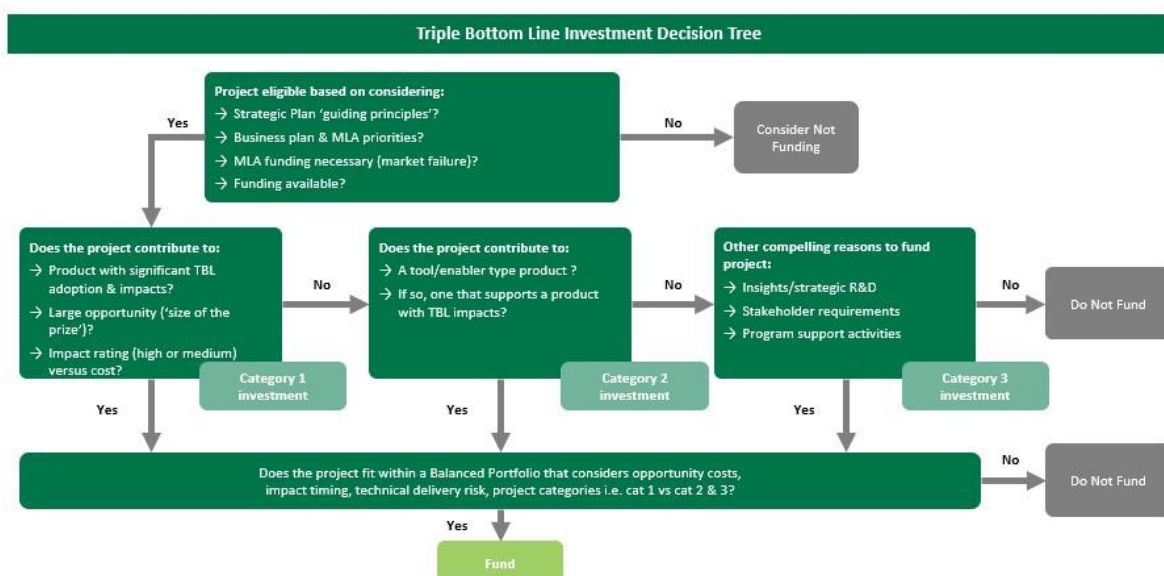 Triple Bottom Line Investment Decision Tree
Project eligible based on considering:
→ Strategic Plan ‘guiding principles’?
→ Business plan & MLA priorities?
→ MLA funding necessary (market failure)?
→ Funding available?
Yes
No
Consider Not
Funding
Does the project contribute to:
→ Product with significant TBL
adoption & impacts?
→ Large opportunity (‘size of the
prize’)?
→ Impact rating (high or medium)
versus cost?
Category 1
investment
No
Does the project contribute to:
→ A tool/enabler type product ?
→ If so, one that supports a product
with TBL impacts?
Category 2
investment
No
Other compelling reasons to fund
project:
→ Insights/strategic R&D
→ Stakeholder requirements
→ Program support activities
Category 3
investment
No
Do Not Fund
Yes
Yes
Yes
Does the project fit within a Balanced Portfolio that considers opportunity costs,
impact timing, technical delivery risk, project categories i.e. cat 1 vs cat 2 & 3?
No
Do Not Fund
Yes
Fund